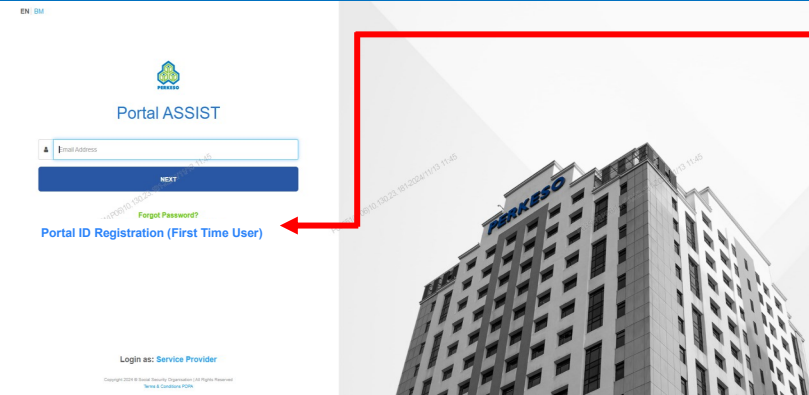 EN | BM
PERKESO
Portal ASSIST
Email Address
NEXT
Forgot Password?
Portal ID Registration (First Time User)
Login as: Service Provider
Copyright 2024 © Social Security Organisation | All Rights Reserved
Terms & Conditions PDPA
PERKESO